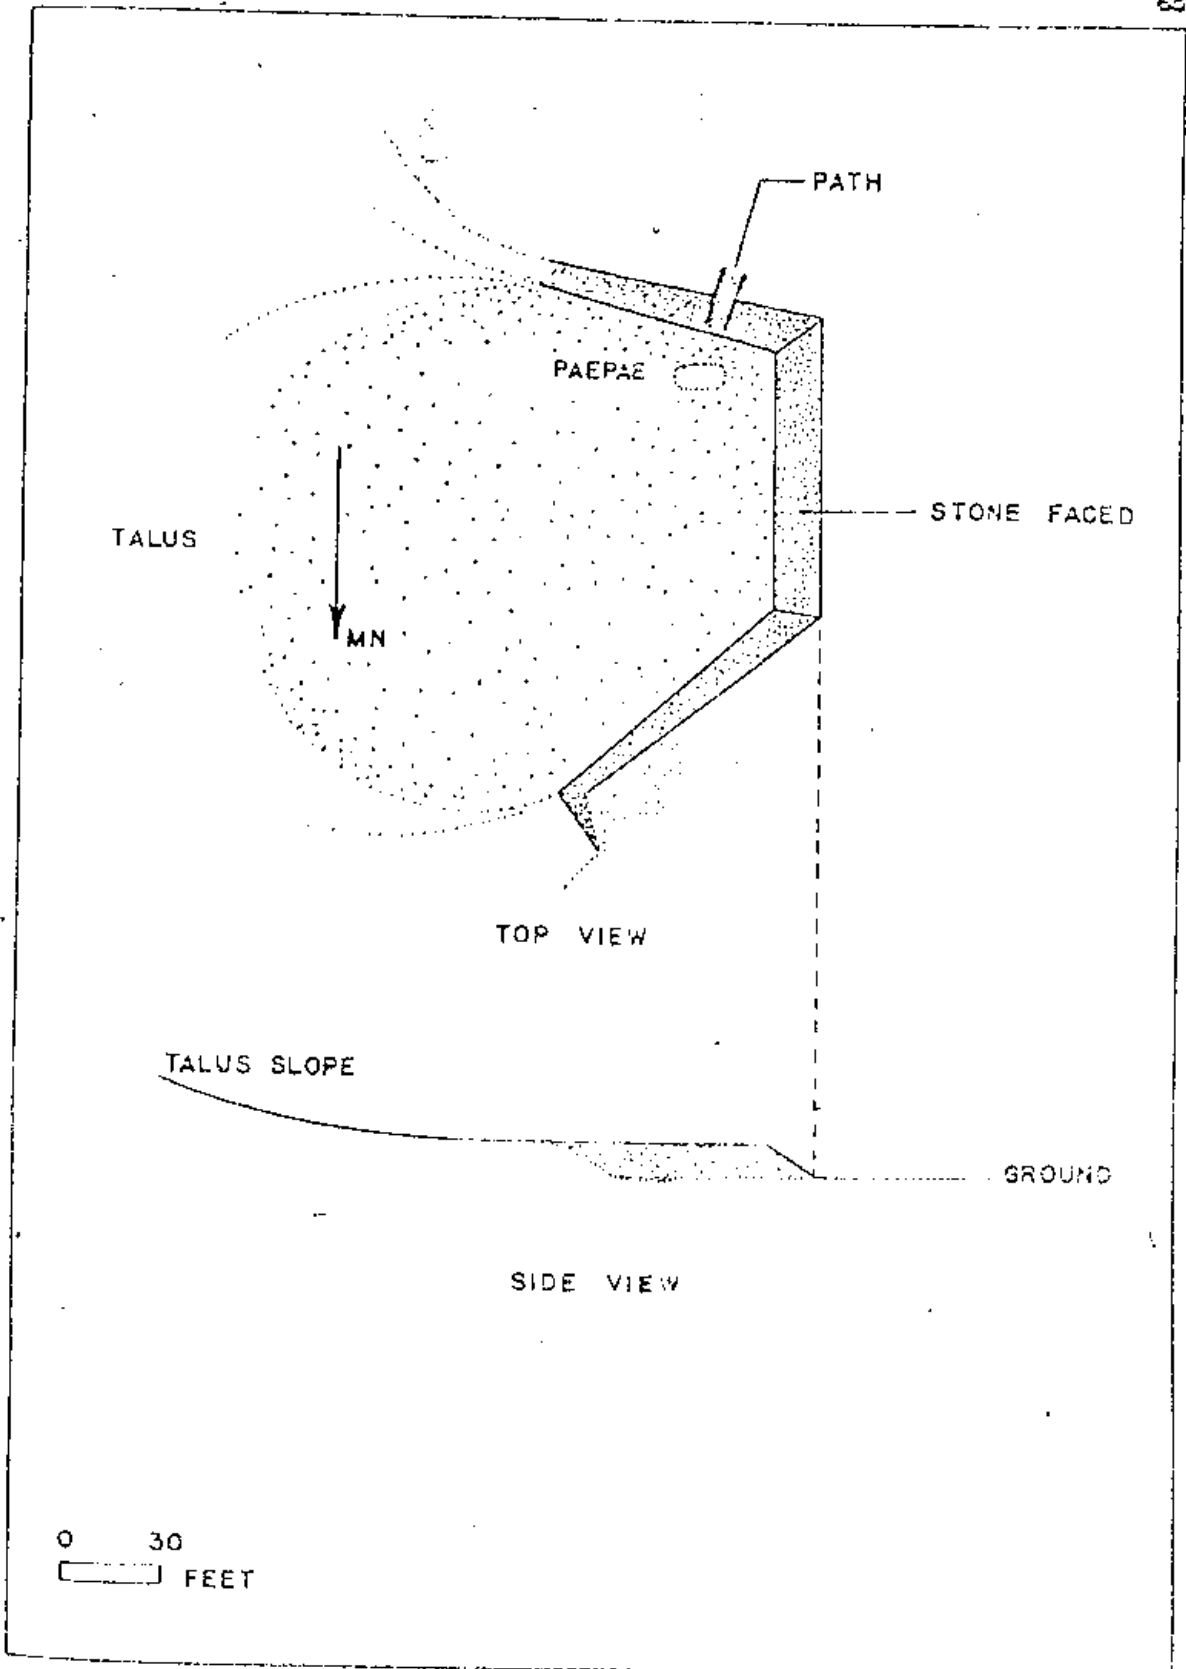 PATH
PAEPAE
STONE FACED
TALUS
MN
TOP VIEW
TALUS SLOPE
GROUND
SIDE VIEW
0 30
FEET